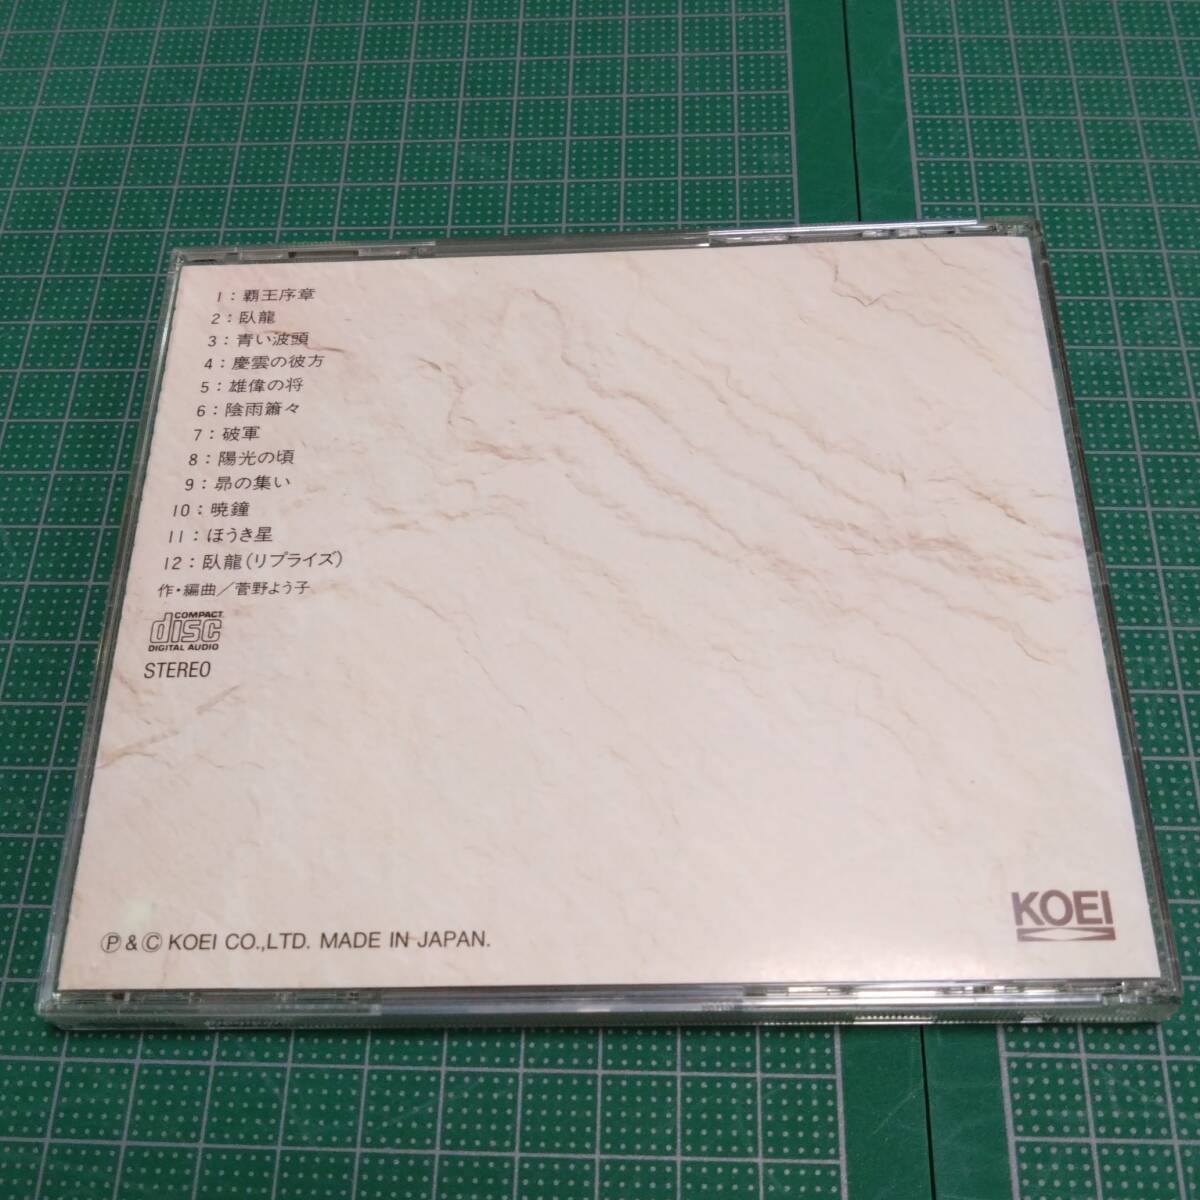 1：覇王序章
2：臥龍
3：青い波頭
4：慶雲の彼方
5：雄偉の将
6：陰雨簫々
7：破軍
8：陽光の頃
9：昴の集い
10：暁鐘
11：ほうき星
12：臥龍(リプライズ)
作・編曲／菅野よう子
COMPACT
disc
DIGITAL AUDIO
STEREO
Ⓟ & Ⓒ KOEI CO.,LTD. MADE IN JAPAN.
KOEI